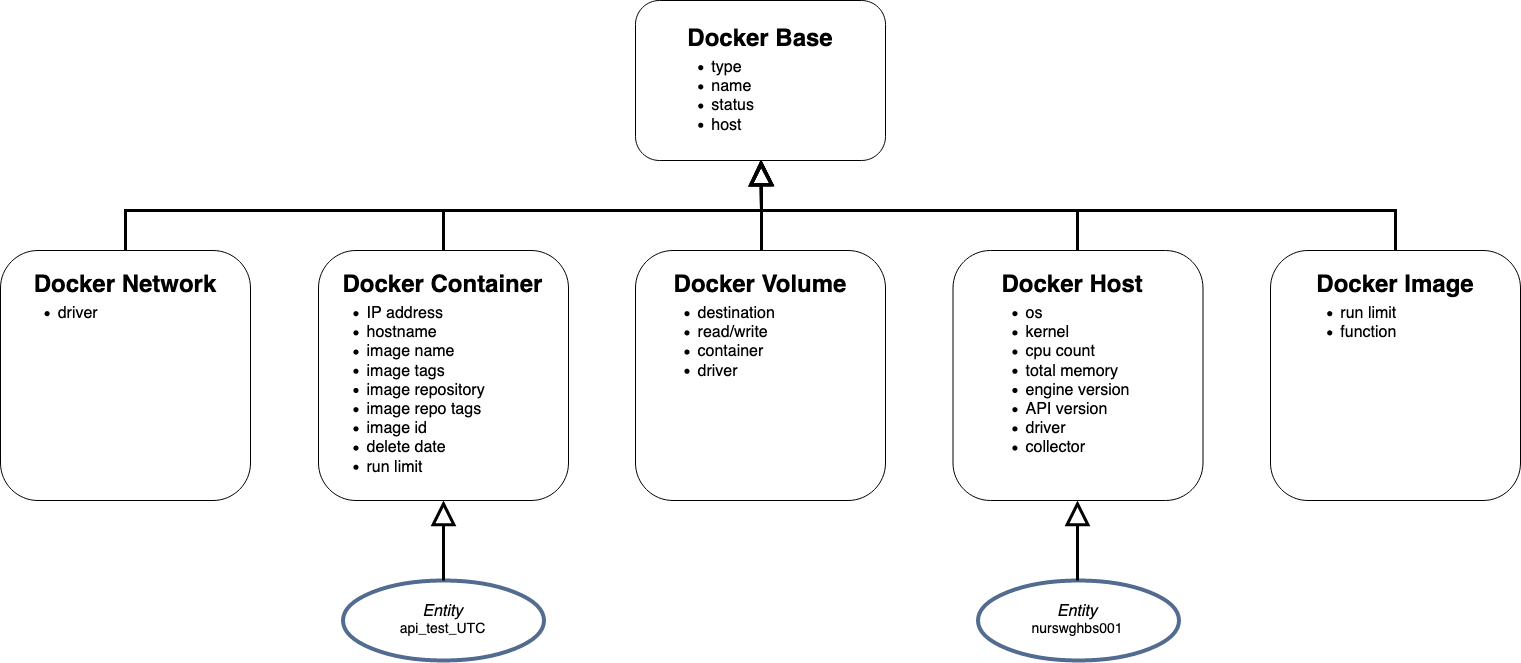 Docker Base
• type
• name
• status
• host
Docker Network
• driver
Docker Container
• IP address
• hostname
• image name
• image tags
• image repository
• image repo tags
• image id
• delete date
• run limit
Docker Volume
• destination
• read/write
• container
• driver
Docker Host
• os
• kernel
• cpu count
• total memory
• engine version
• API version
• driver
• collector
Docker Image
• run limit
• function
Entity
api_test_UTC
Entity
nurswghbs001